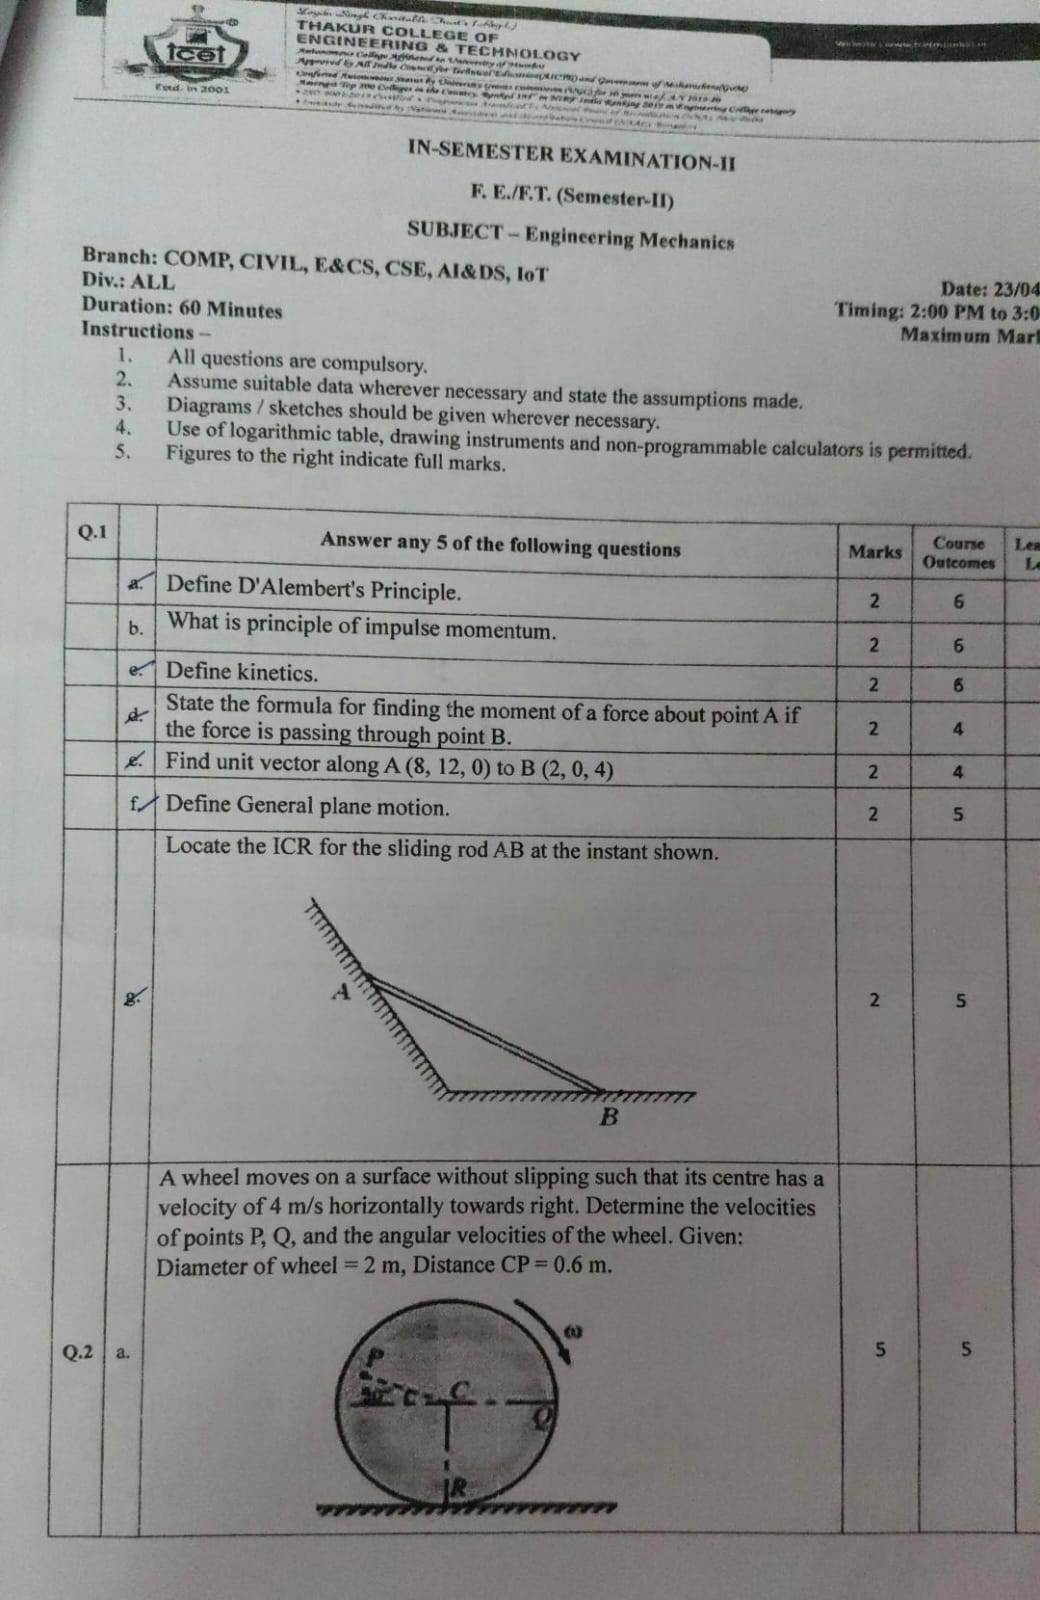 tcet
Estd. in 2001
THAKUR COLLEGE OF
ENGINEERING & TECHNOLOGY
Autonomous College Affiliated to University of Mumbai
IN-SEMESTER EXAMINATION-II
F. E./F.T. (Semester-II)
SUBJECT – Engineering Mechanics
Branch: COMP, CIVIL, E&CS, CSE, AI&DS, IoT
Div.: ALL
Date: 23/04
Duration: 60 Minutes
Timing: 2:00 PM to 3:0
Instructions –
Maximum Mar
1. All questions are compulsory.
2. Assume suitable data wherever necessary and state the assumptions made.
3. Diagrams / sketches should be given wherever necessary.
4. Use of logarithmic table, drawing instruments and non-programmable calculators is permitted.
5. Figures to the right indicate full marks.
Q.1 Answer any 5 of the following questions Marks Course Outcomes Lea L
a. Define D'Alembert's Principle. 2 6
b. What is principle of impulse momentum. 2 6
c. Define kinetics. 2 6
d. State the formula for finding the moment of a force about point A if
the force is passing through point B. 2 4
e. Find unit vector along A (8, 12, 0) to B (2, 0, 4) 2 4
f. Define General plane motion. 2 5
Locate the ICR for the sliding rod AB at the instant shown.
A
g. 2 5
B
A wheel moves on a surface without slipping such that its centre has a
velocity of 4 m/s horizontally towards right. Determine the velocities
of points P, Q, and the angular velocities of the wheel. Given:
Diameter of wheel = 2 m, Distance CP = 0.6 m.
ω
Q.2 a. 5 5
P
C
Q
R